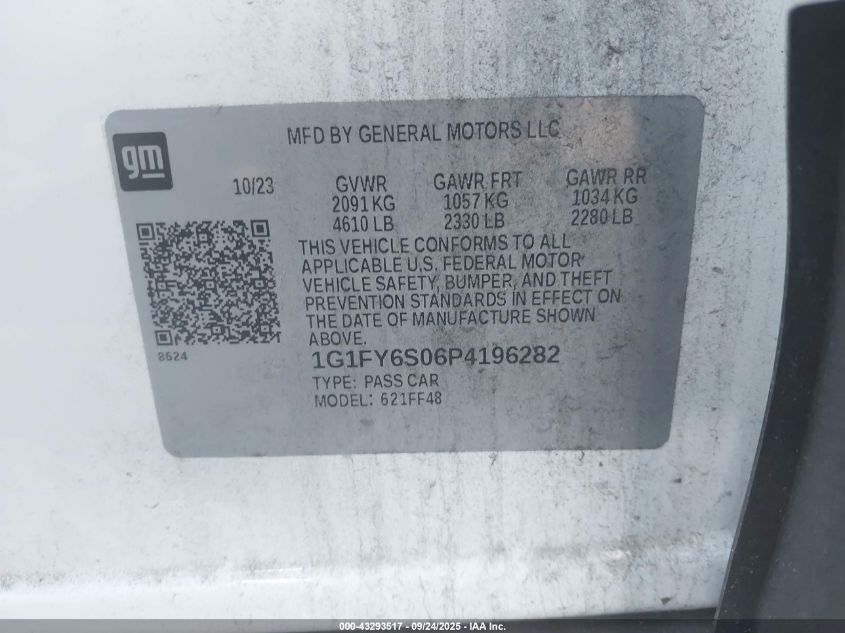 gm
MFD BY GENERAL MOTORS LLC
10/23 GVWR GAWR FRT GAWR RR
2091 KG 1057 KG 1034 KG
4610 LB 2330 LB 2280 LB
THIS VEHICLE CONFORMS TO ALL
APPLICABLE U.S. FEDERAL MOTOR
VEHICLE SAFETY, BUMPER, AND THEFT
PREVENTION STANDARDS IN EFFECT ON
THE DATE OF MANUFACTURE SHOWN
ABOVE.
8624
1G1FY6S06P4196282
TYPE: PASS CAR
MODEL: 621FF48
000-43293517 - 09/24/2025 - IAA Inc.